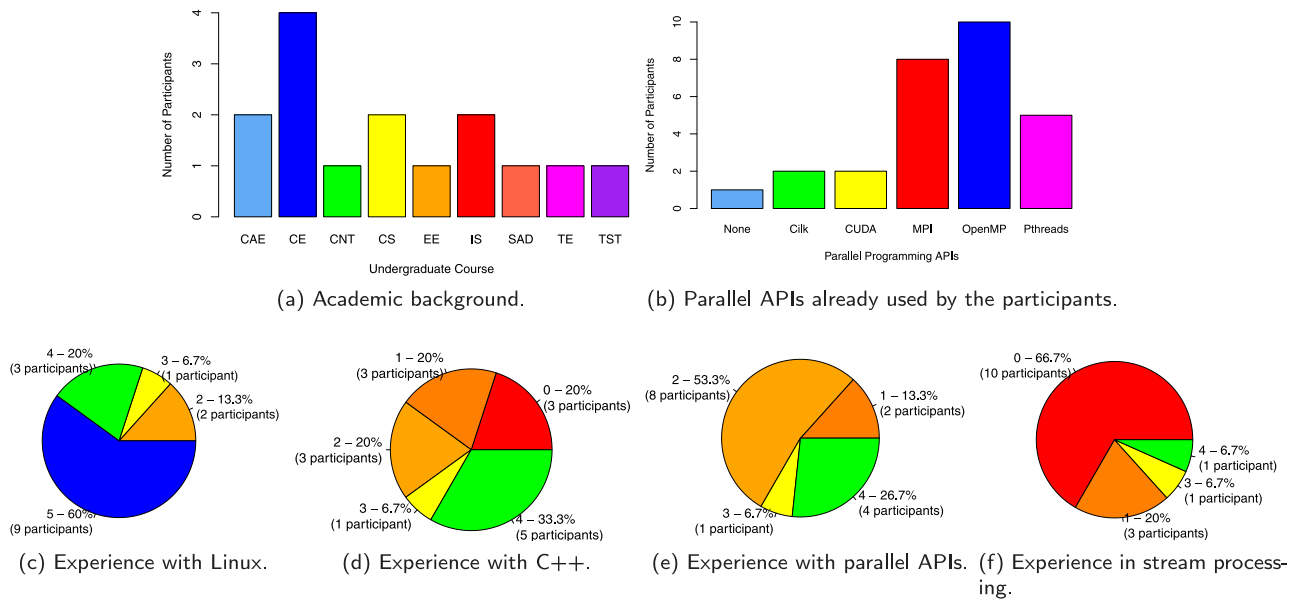 Number of Participants
0
1
2
3
4
CAE CE CNT CS EE IS SAD TE TST
Undergraduate Course
(a) Academic background.
Number of Participants
0
2
4
6
8
10
None Cilk CUDA MPI OpenMP Pthreads
Parallel Programming APIs
(b) Parallel APIs already used by the participants.
4 – 20%
(3 participants)
3 – 6.7%
(1 participant)
2 – 13.3%
(2 participants)
5 – 60%
(9 participants)
(c) Experience with Linux.
1 – 20%
(3 participants)
0 – 20%
(3 participants)
2 – 20%
(3 participants)
3 – 6.7%
(1 participant)
4 – 33.3%
(5 participants)
(d) Experience with C++.
2 – 53.3%
(8 participants)
1 – 13.3%
(2 participants)
3 – 6.7%
(1 participant)
4 – 26.7%
(4 participants)
(e) Experience with parallel APIs.
0 – 66.7%
(10 participants)
4 – 6.7%
(1 participant)
3 – 6.7%
(1 participant)
1 – 20%
(3 participants)
(f) Experience in stream process-
ing.